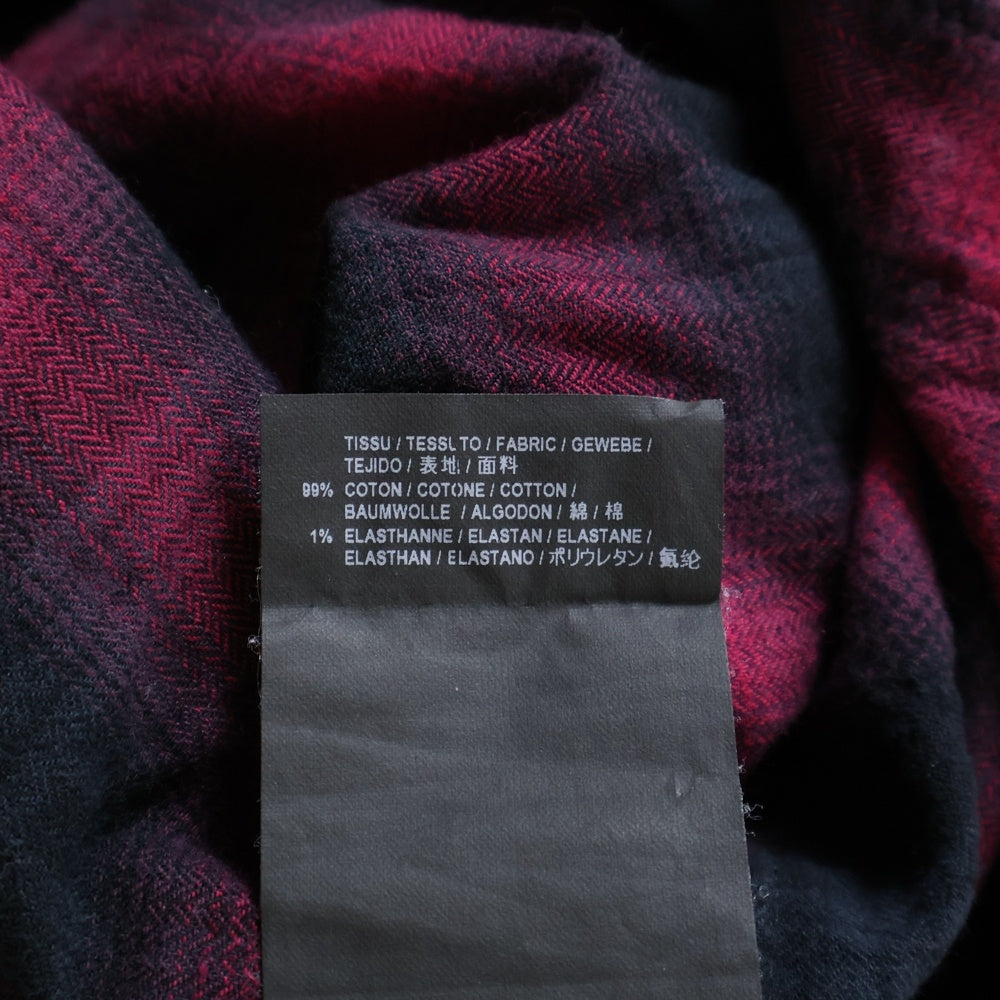 TISSU / TESSUTO / FABRIC / GEWEBE /
TEJIDO / 表地 / 面料
99% COTON / COTONE / COTTON /
BAUMWOLLE / ALGODON / 綿 / 棉
1% ELASTHANNE / ELASTAN / ELASTANE /
ELASTHAN / ELASTANO / ポリウレタン / 氨纶